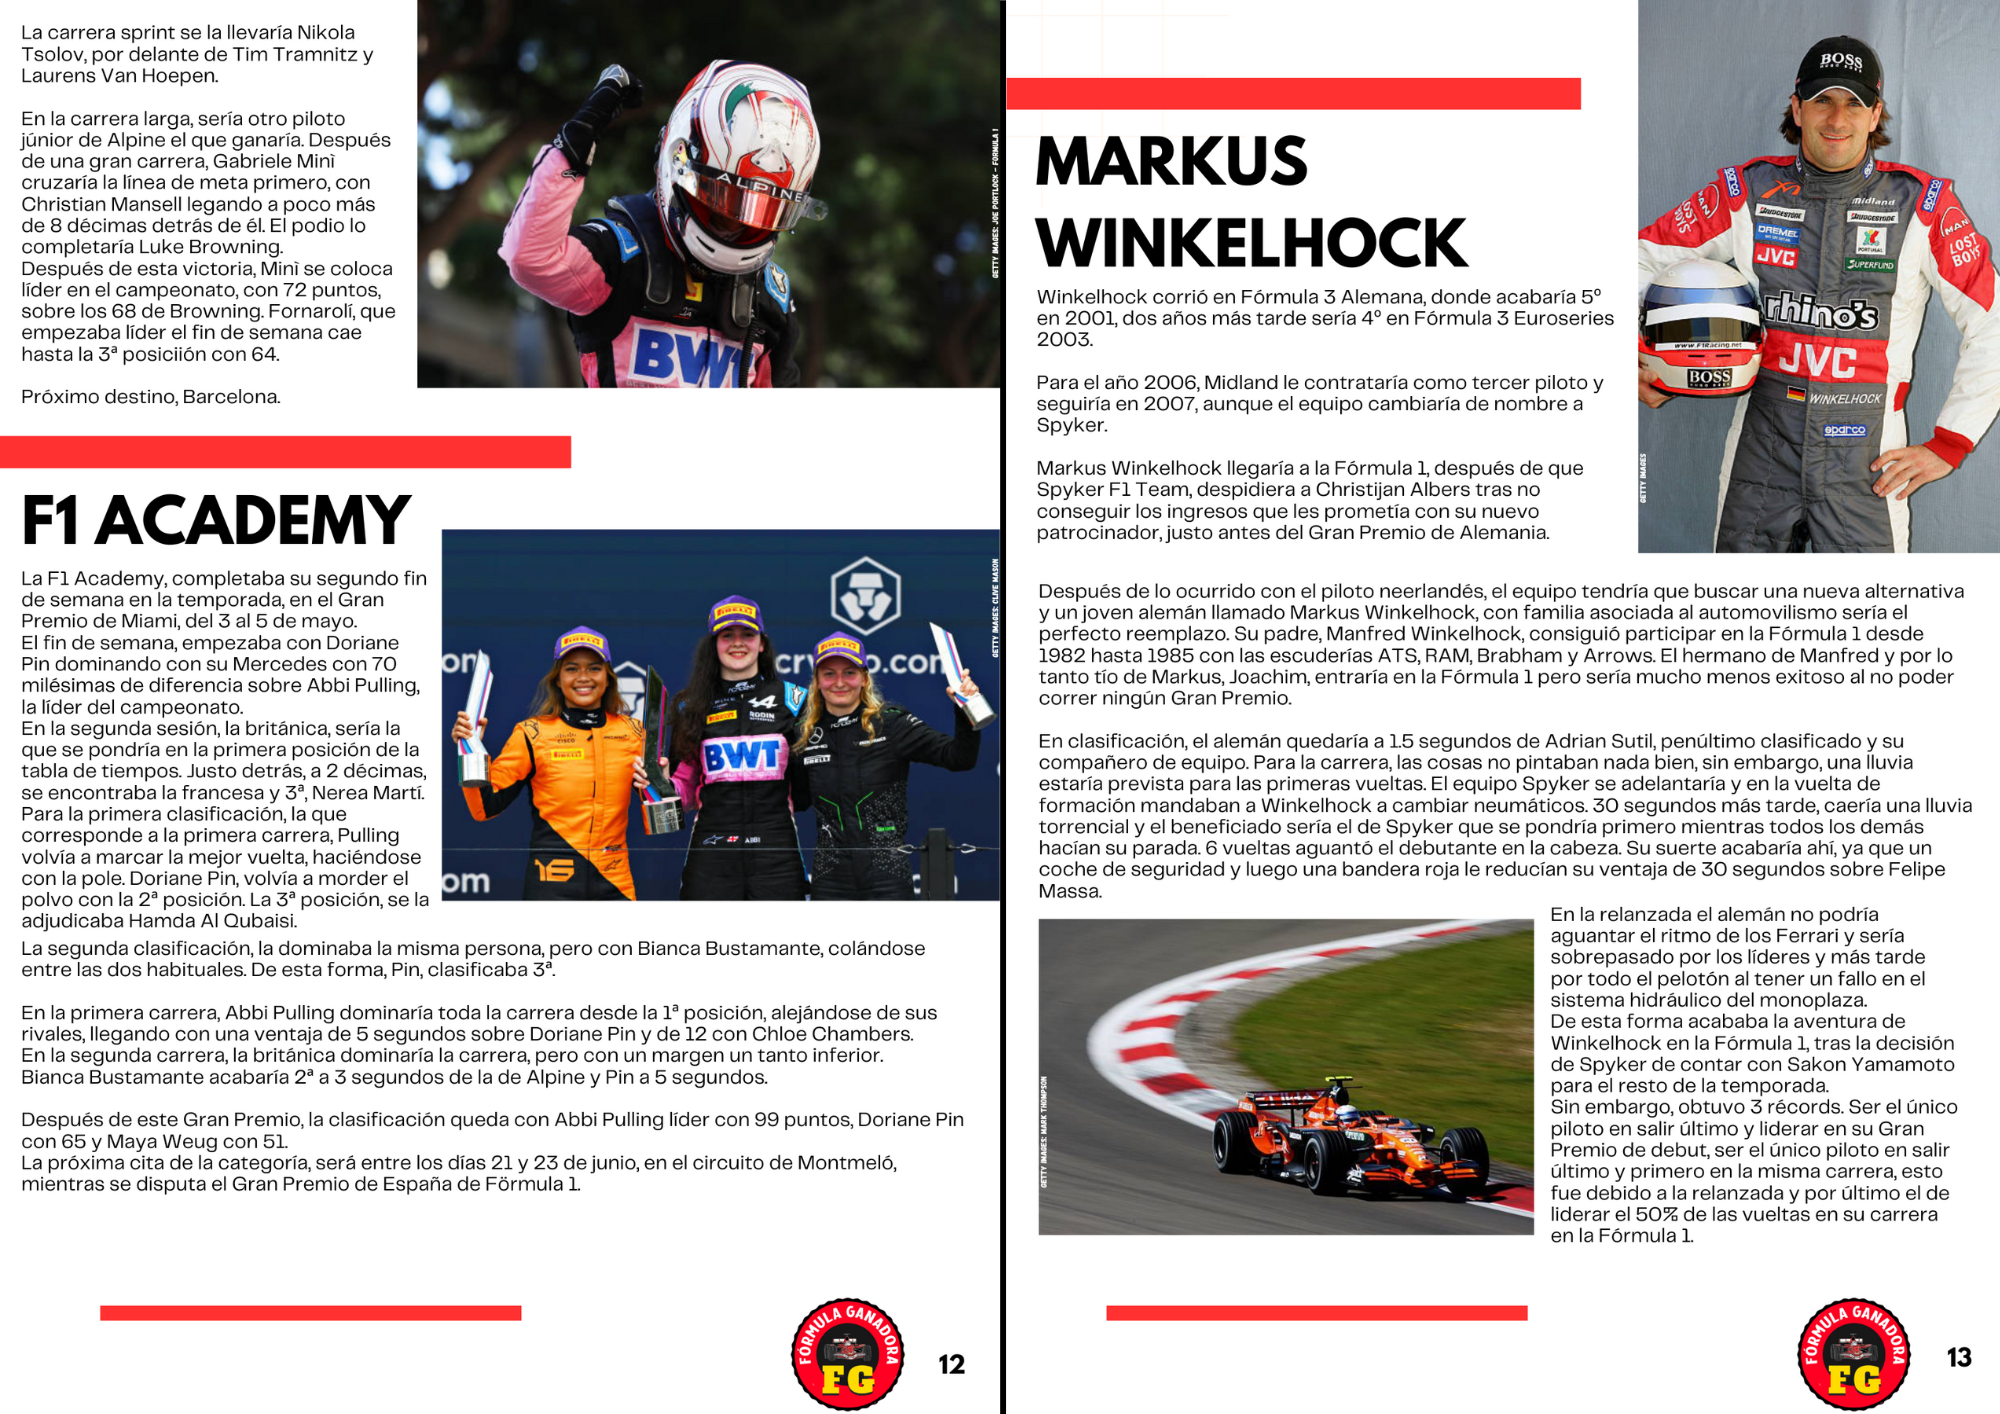 La carrera sprint se la llevaría Nikola
Tsolov, por delante de Tim Tramnitz y
Laurens Van Hoepen.
En la carrera larga, sería otro piloto
júnior de Alpine el que ganaría. Después
de una gran carrera, Gabriele Minì
cruzaría la línea de meta primero, con
Christian Mansell legando a poco más
de 8 décimas detrás de él. El podio lo
completaría Luke Browning.
Después de esta victoria, Minì se coloca
líder en el campeonato, con 72 puntos,
sobre los 68 de Browning. Fornarolí, que
empezaba líder el fin de semana cae
hasta la 3ª posiciión con 64.
Próximo destino, Barcelona.
ALPINE
BWT
GETTY IMAGES: JOE PORTLOCK - FORMULA 1
F1 ACADEMY
La F1 Academy, completaba su segundo fin
de semana en la temporada, en el Gran
Premio de Miami, del 3 al 5 de mayo.
El fin de semana, empezaba con Doriane
Pin dominando con su Mercedes con 70
milésimas de diferencia sobre Abbi Pulling,
la líder del campeonato.
En la segunda sesión, la británica, sería la
que se pondría en la primera posición de la
tabla de tiempos. Justo detrás, a 2 décimas,
se encontraba la francesa y 3ª, Nerea Martí.
Para la primera clasificación, la que
corresponde a la primera carrera, Pulling
volvía a marcar la mejor vuelta, haciéndose
con la pole. Doriane Pin, volvía a morder el
polvo con la 2ª posición. La 3ª posición, se la
adjudicaba Hamda Al Qubaisi.
GETTY IMAGES: CLIVE MASON
BWT
16
ABBI
PIRELLI
RODIN
om
La segunda clasificación, la dominaba la misma persona, pero con Bianca Bustamante, colándose
entre las dos habituales. De esta forma, Pin, clasificaba 3ª.
En la primera carrera, Abbi Pulling dominaría toda la carrera desde la 1ª posición, alejándose de sus
rivales, llegando con una ventaja de 5 segundos sobre Doriane Pin y de 12 con Chloe Chambers.
En la segunda carrera, la británica dominaría la carrera, pero con un margen un tanto inferior.
Bianca Bustamante acabaría 2ª a 3 segundos de la de Alpine y Pin a 5 segundos.
Después de este Gran Premio, la clasificación queda con Abbi Pulling líder con 99 puntos, Doriane Pin
con 65 y Maya Weug con 51.
La próxima cita de la categoría, será entre los días 21 y 23 de junio, en el circuito de Montmeló,
mientras se disputa el Gran Premio de España de Förmula 1.
FÓRMULA GANADORA
FG
12
MARKUS
WINKELHOCK
Winkelhock corrió en Fórmula 3 Alemana, donde acabaría 5º
en 2001, dos años más tarde sería 4º en Fórmula 3 Euroseries
2003.
Para el año 2006, Midland le contrataría como tercer piloto y
seguiría en 2007, aunque el equipo cambiaría de nombre a
Spyker.
Markus Winkelhock llegaría a la Fórmula 1, después de que
Spyker F1 Team, despidiera a Christijan Albers tras no
conseguir los ingresos que les prometía con su nuevo
patrocinador, justo antes del Gran Premio de Alemania.
BOSS
HUGO BOSS
sparco
sparco
Midland
BRIDGESTONE
BRIDGESTONE
DREMEL
JVC
PORTUGAL
SUPERFUND
MAN
LOST
BOYS
rhino's
JVC
www.F1Racing.net
BOSS
WINKELHOCK
sparco
GETTY IMAGES
Después de lo ocurrido con el piloto neerlandés, el equipo tendría que buscar una nueva alternativa
y un joven alemán llamado Markus Winkelhock, con familia asociada al automovilismo sería el
perfecto reemplazo. Su padre, Manfred Winkelhock, consiguió participar en la Fórmula 1 desde
1982 hasta 1985 con las escuderías ATS, RAM, Brabham y Arrows. El hermano de Manfred y por lo
tanto tío de Markus, Joachim, entraría en la Fórmula 1 pero sería mucho menos exitoso al no poder
correr ningún Gran Premio.
En clasificación, el alemán quedaría a 1.5 segundos de Adrian Sutil, penúltimo clasificado y su
compañero de equipo. Para la carrera, las cosas no pintaban nada bien, sin embargo, una lluvia
estaría prevista para las primeras vueltas. El equipo Spyker se adelantaría y en la vuelta de
formación mandaban a Winkelhock a cambiar neumáticos. 30 segundos más tarde, caería una lluvia
torrencial y el beneficiado sería el de Spyker que se pondría primero mientras todos los demás
hacían su parada. 6 vueltas aguantó el debutante en la cabeza. Su suerte acabaría ahí, ya que un
coche de seguridad y luego una bandera roja le reducían su ventaja de 30 segundos sobre Felipe
Massa.
GETTY IMAGES: MARK THOMPSON
En la relanzada el alemán no podría
aguantar el ritmo de los Ferrari y sería
sobrepasado por los líderes y más tarde
por todo el pelotón al tener un fallo en el
sistema hidráulico del monoplaza.
De esta forma acababa la aventura de
Winkelhock en la Fórmula 1, tras la decisión
de Spyker de contar con Sakon Yamamoto
para el resto de la temporada.
Sin embargo, obtuvo 3 récords. Ser el único
piloto en salir último y liderar en su Gran
Premio de debut, ser el único piloto en salir
último y primero en la misma carrera, esto
fue debido a la relanzada y por último el de
liderar el 50% de las vueltas en su carrera
en la Fórmula 1.
FÓRMULA GANADORA
FG
13